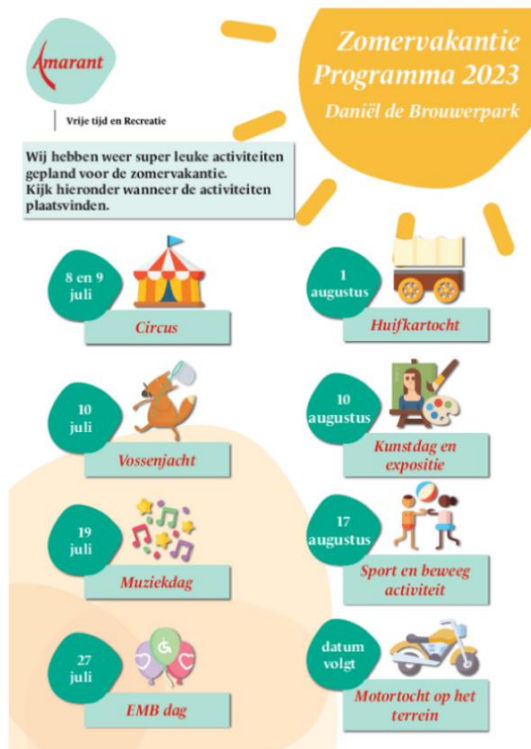 Amarant
Vrije tijd en Recreatie
Zomervakantie
Programma 2023
Daniël de Brouwerpark
Wij hebben weer super leuke activiteiten
gepland voor de zomervakantie.
Kijk hieronder wanneer de activiteiten
plaatsvinden.
8 en 9
juli
Circus
1
augustus
Huifkartocht
10
juli
Vossenjacht
10
augustus
Kunstdag en
expositie
19
juli
Muziekdag
17
augustus
Sport en beweeg
activiteit
27
juli
EMB dag
datum
volgt
Motortocht op het
terrein